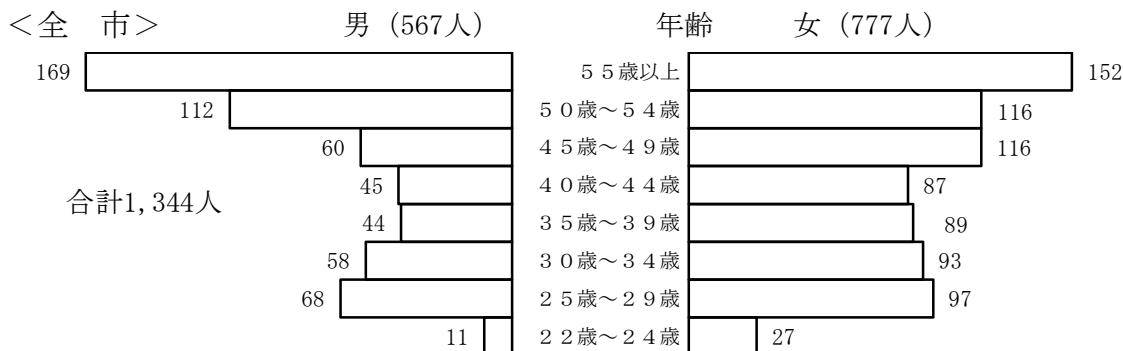 ＜全　市＞　男（567人）　年齢　女（777人）
169　５５歳以上　152
112　５０歳～５４歳　116
60　４５歳～４９歳　116
45　４０歳～４４歳　87
合計1,344人
44　３５歳～３９歳　89
58　３０歳～３４歳　93
68　２５歳～２９歳　97
11　２２歳～２４歳　27